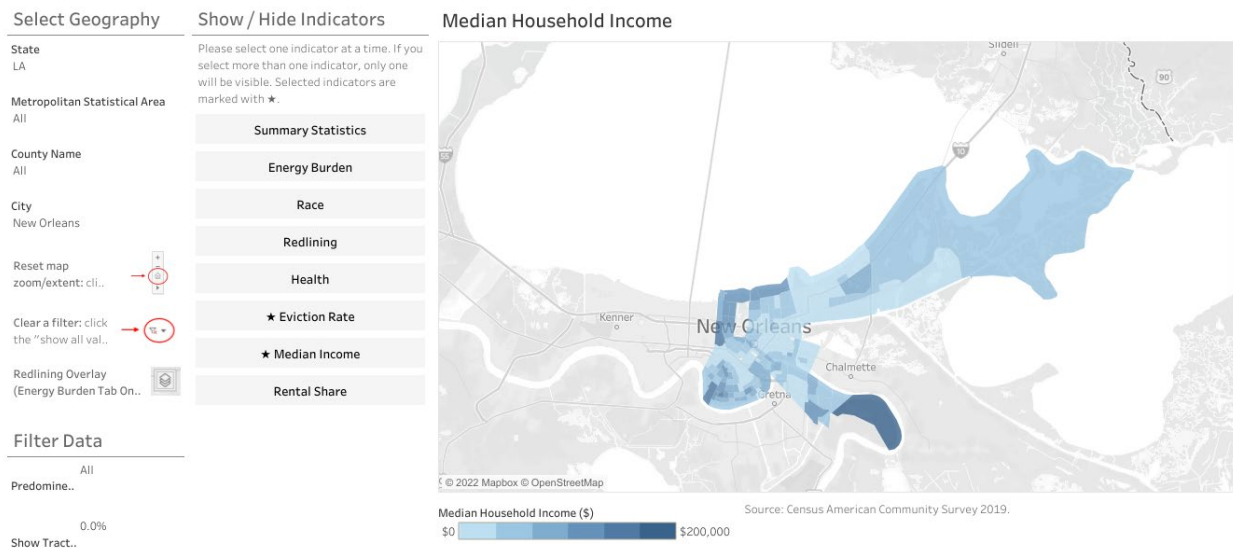 Select Geography
State
LA
Metropolitan Statistical Area
All
County Name
All
City
New Orleans
Reset map
zoom/extent: cli..
Clear a filter: click
the "show all val..
Redlining Overlay
(Energy Burden Tab On..
Filter Data
All
Predomine..
0.0%
Show Tract..
Show / Hide Indicators
Please select one indicator at a time. If you
select more than one indicator, only one
will be visible. Selected indicators are
marked with ★.
Summary Statistics
Energy Burden
Race
Redlining
Health
★ Eviction Rate
★ Median Income
Rental Share
Median Household Income
Slidell
90
10
Kenner
New Orleans
Chalmette
Gretna
© 2022 Mapbox © OpenStreetMap
Median Household Income ($)
$0
$200,000
Source: Census American Community Survey 2019.